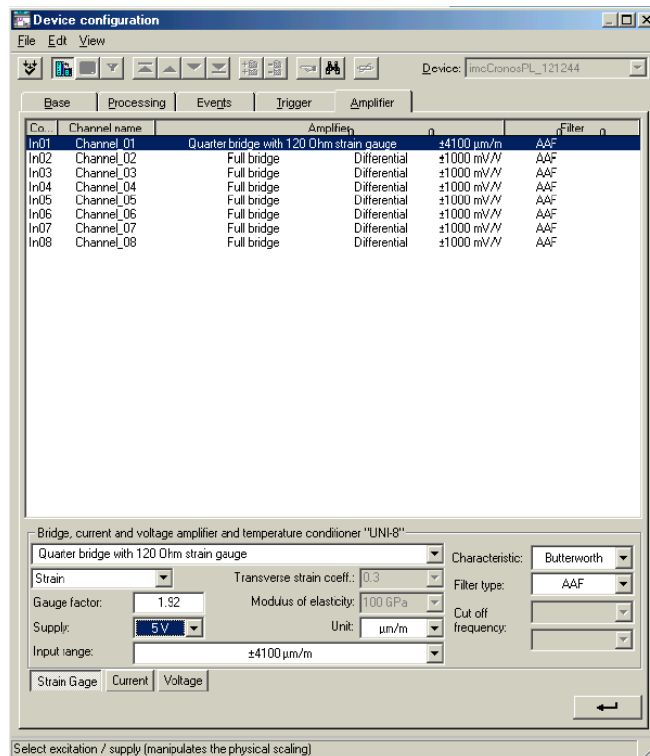 Device configuration
File Edt View
Device: imcCronosPL_121244
Base Processing Events Trigger Amplifier
Co... Channel name Amplifier Filter
In01 Channel_01 Quarter bridge with 120 Ohm strain gauge ±4100 µm/m AAF
In02 Channel_02 Full bridge Differential ±1000 mV/V AAF
In03 Channel_03 Full bridge Differential ±1000 mV/V AAF
In04 Channel_04 Full bridge Differential ±1000 mV/V AAF
In05 Channel_05 Full bridge Differential ±1000 mV/V AAF
In06 Channel_06 Full bridge Differential ±1000 mV/V AAF
In07 Channel_07 Full bridge Differential ±1000 mV/V AAF
In08 Channel_08 Full bridge Differential ±1000 mV/V AAF
Bridge, current and voltage amplifier and temperature conditioner "UNI-8"
Quarter bridge with 120 Ohm strain gauge Characteristic: Butterworth
Strain Transverse strain coeff.: 0.3 Filter type: AAF
Gauge factor: 1.92 Modulus of elasticity: 100 GPa Cut off frequency:
Supply: 5 V Unit: µm/m
Input range: ±4100 µm/m
Strain Gage Current Voltage
Select excitation / supply (manipulates the physical scaling)